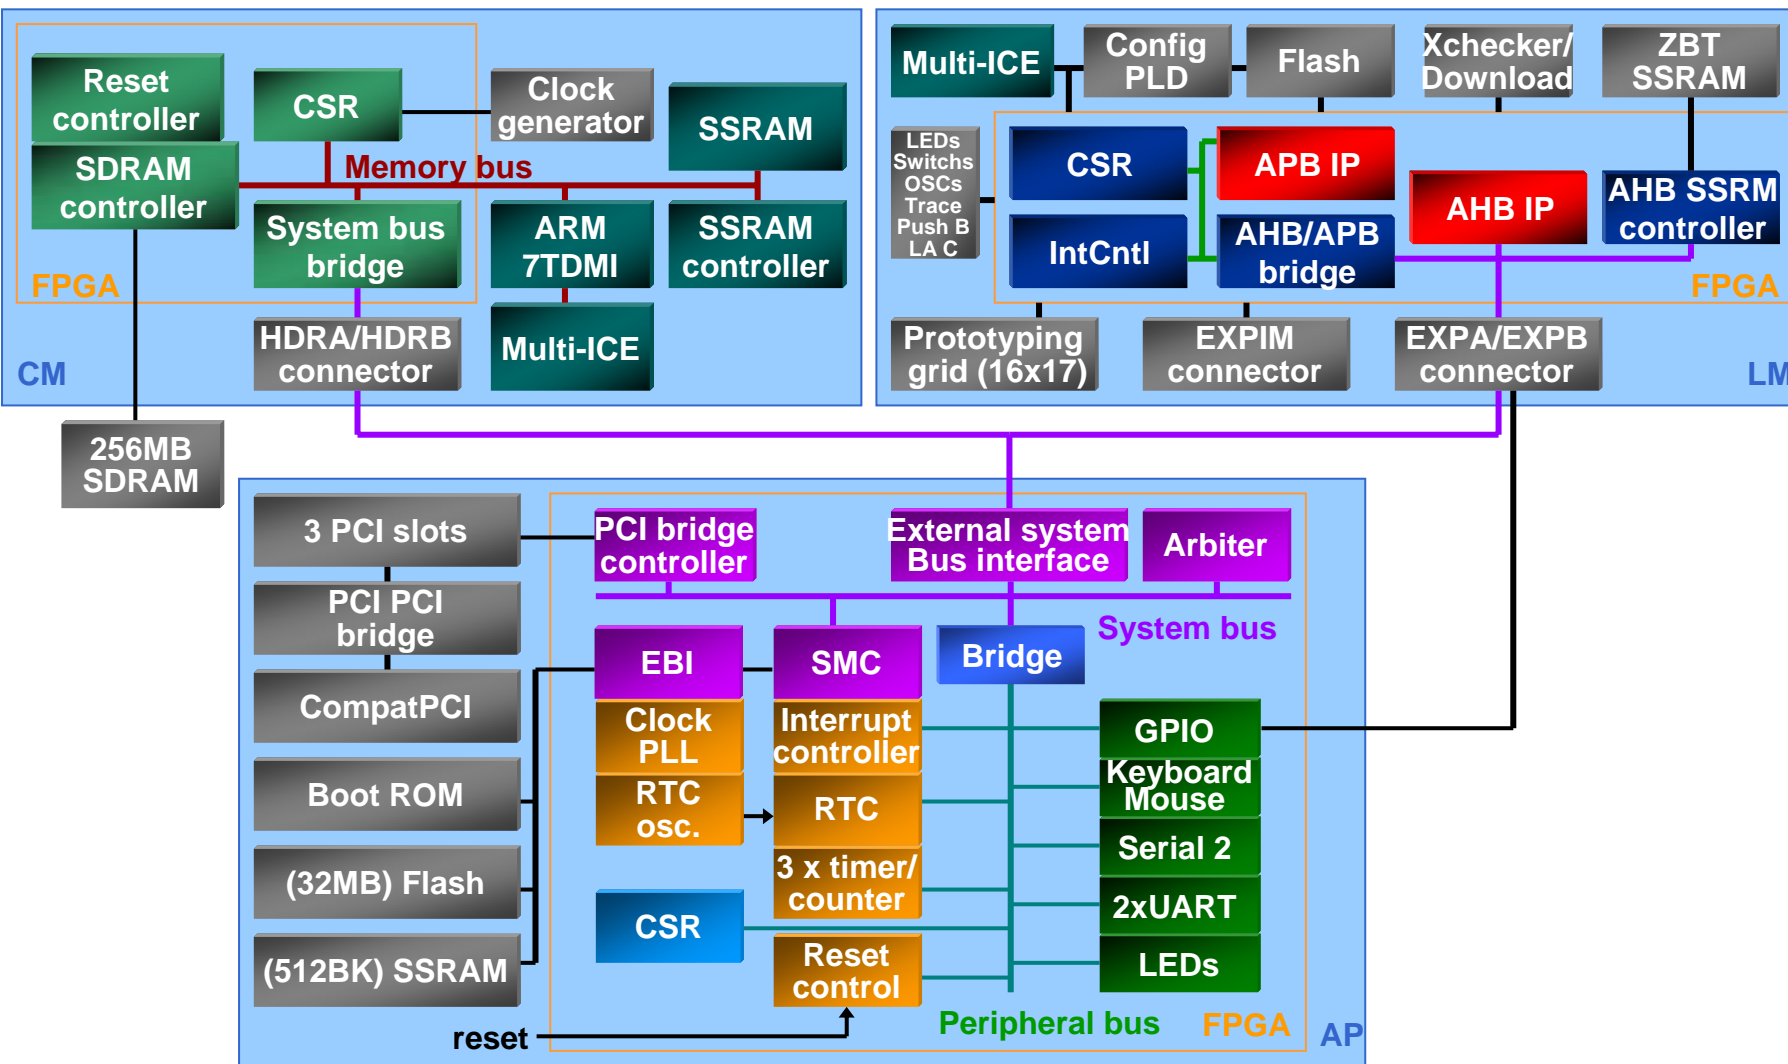 Reset
controller
CSR
Clock
generator
SSRAM
SDRAM
controller
Memory bus
System bus
bridge
ARM
7TDMI
SSRAM
controller
FPGA
HDRA/HDRB
connector
Multi-ICE
CM
256MB
SDRAM
Multi-ICE
Config
PLD
Flash
Xchecker/
Download
ZBT
SSRAM
LEDs
Switchs
OSCs
Trace
Push B
LA C
CSR
APB IP
AHB IP
AHB SSRM
controller
IntCntl
AHB/APB
bridge
FPGA
Prototyping
grid (16x17)
EXPIM
connector
EXPA/EXPB
connector
LM
3 PCI slots
PCI bridge
controller
External system
Bus interface
Arbiter
PCI PCI
bridge
System bus
EBI
SMC
Bridge
CompatPCI
Clock
PLL
Interrupt
controller
GPIO
Boot ROM
RTC
osc.
RTC
Keyboard
Mouse
Serial 2
(32MB) Flash
3 x timer/
counter
2xUART
CSR
(512BK) SSRAM
Reset
control
LEDs
reset
Peripheral bus
FPGA
AP